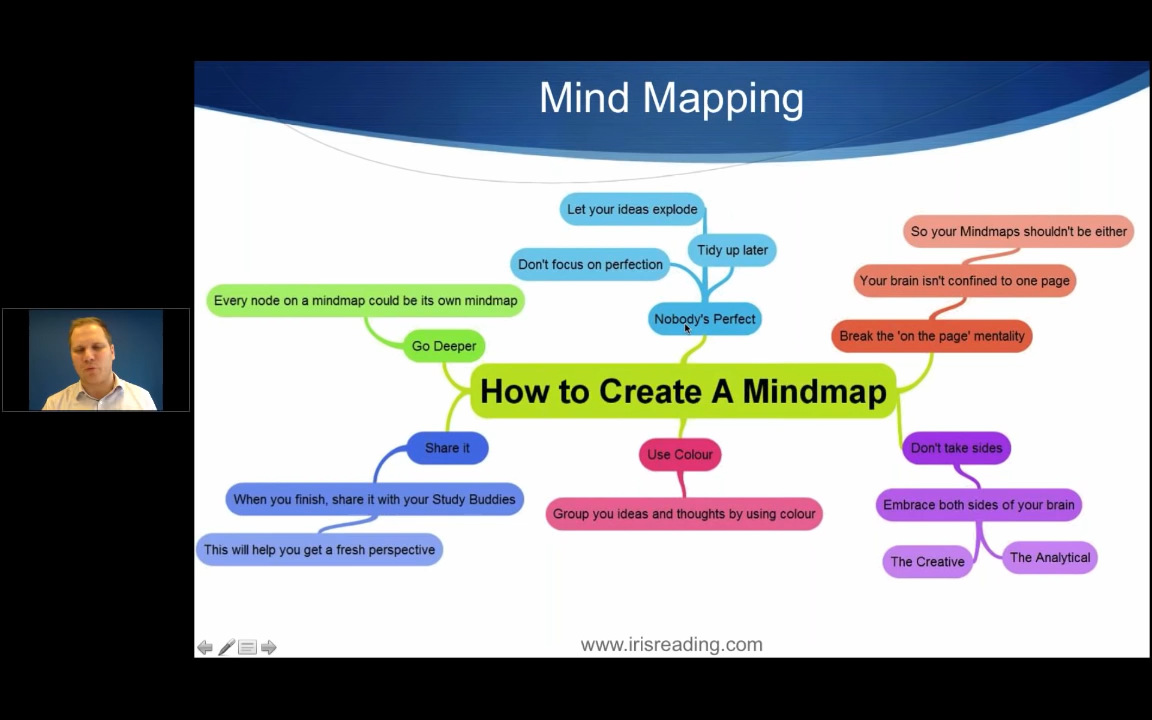 Mind Mapping
Let your ideas explode
Tidy up later
Don't focus on perfection
Nobody's Perfect
So your Mindmaps shouldn't be either
Your brain isn't confined to one page
Break the 'on the page' mentality
Every node on a mindmap could be its own mindmap
Go Deeper
How to Create A Mindmap
Share it
When you finish, share it with your Study Buddies
This will help you get a fresh perspective
Use Colour
Group you ideas and thoughts by using colour
Don't take sides
Embrace both sides of your brain
The Creative
The Analytical
www.irisreading.com